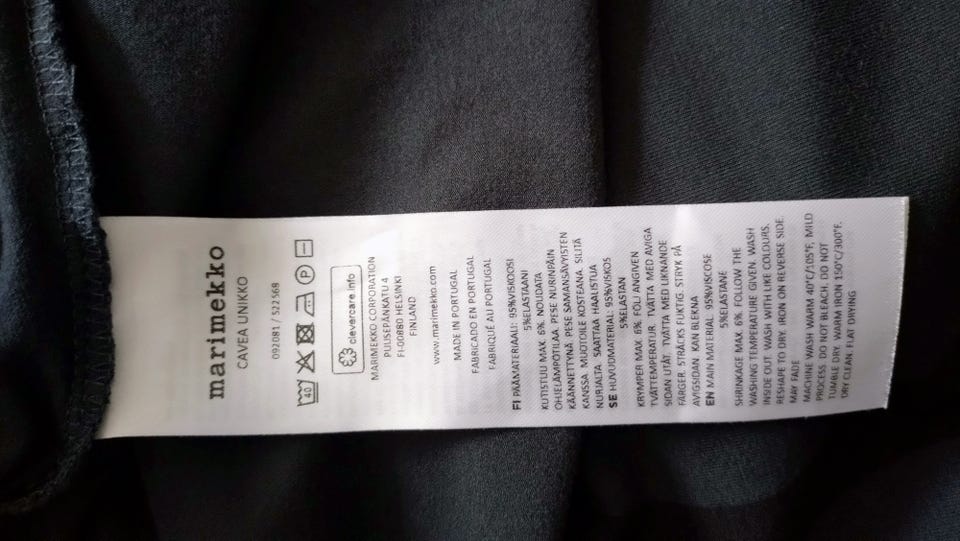 marimekko
CAVEA UNIKKO
092081 / 522568
40 P
clevercare.info
MARIMEKKO CORPORATION
PUUSEPÄNKATU 4
FI-00880 HELSINKI
FINLAND
www.marimekko.com
MADE IN PORTUGAL
FABRICADO EN PORTUGAL
FABRIQUÉ AU PORTUGAL
FI PÄÄMATERIAALI: 95%VISKOOSI
5%ELASTAANI
KUTISTUU MAX. 6%. NOUDATA
OHJELÄMPÖTILAA. PESE NURINPÄIN
KÄÄNNETTYNÄ. PESE SAMANSÄVYISTEN
KANSSA. MUOTOILE KOSTEANA. SILITÄ
NURJALTA. SAATTAA HAALISTUA
SE HUVUDMATERIAL: 95%VISKOS
5%ELASTAN
KRYMPER MAX. 6%. FÖLJ ANGIVEN
TVÄTTEMPERATUR. TVÄTTA MED AVIGA
SIDAN UTÅT. TVÄTTA MED LIKNANDE
FÄRGER. STRÄCKS FUKTIG. STRYK PÅ
AVIGSIDAN. KAN BLEKNA
EN MAIN MATERIAL: 95%VISCOSE
5%ELASTANE
SHRINKAGE MAX. 6%. FOLLOW THE
WASHING TEMPERATURE GIVEN. WASH
INSIDE OUT. WASH WITH LIKE COLOURS.
RESHAPE TO DRY. IRON ON REVERSE SIDE.
MAY FADE
MACHINE WASH WARM 40°C/105°F, MILD
PROCESS. DO NOT BLEACH. DO NOT
TUMBLE DRY. WARM IRON 150°C/300°F.
DRY CLEAN. FLAT DRYING